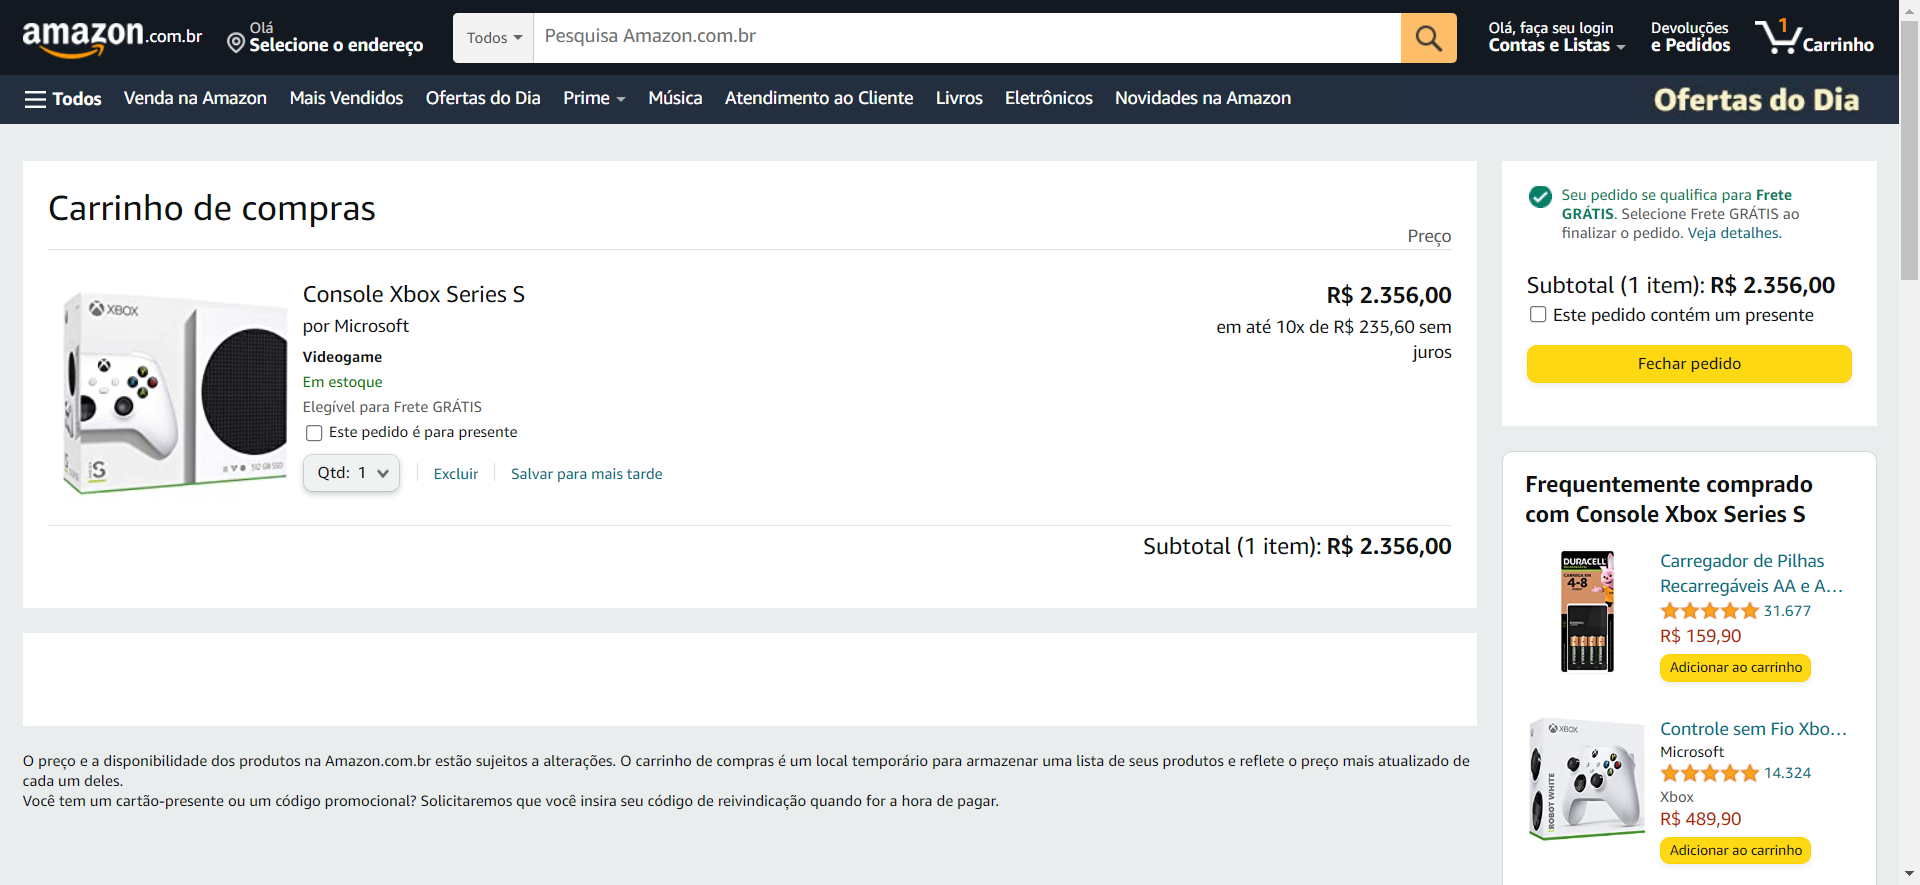 amazon.com.br
Olá
Selecione o endereço
Todos
Pesquisa Amazon.com.br
Olá, faça seu login
Contas e Listas
Devoluções
e Pedidos
1
Carrinho
Todos
Venda na Amazon
Mais Vendidos
Ofertas do Dia
Prime
Música
Atendimento ao Cliente
Livros
Eletrônicos
Novidades na Amazon
Ofertas do Dia
Carrinho de compras
Preço
XBOX
S
512 GB SSD
Console Xbox Series S
por Microsoft
Videogame
Em estoque
Elegível para Frete GRÁTIS
Este pedido é para presente
Qtd: 1
Excluir
Salvar para mais tarde
R$ 2.356,00
em até 10x de R$ 235,60 sem
juros
Subtotal (1 item): R$ 2.356,00
Seu pedido se qualifica para Frete
GRÁTIS. Selecione Frete GRÁTIS ao
finalizar o pedido. Veja detalhes.
Subtotal (1 item): R$ 2.356,00
Este pedido contém um presente
Fechar pedido
Frequentemente comprado
com Console Xbox Series S
DURACELL
4-8
Carregador de Pilhas
Recarregáveis AA e A…
31.677
R$ 159,90
Adicionar ao carrinho
XBOX
ROBOT WHITE
Controle sem Fio Xbo…
Microsoft
14.324
Xbox
R$ 489,90
Adicionar ao carrinho
O preço e a disponibilidade dos produtos na Amazon.com.br estão sujeitos a alterações. O carrinho de compras é um local temporário para armazenar uma lista de seus produtos e reflete o preço mais atualizado de
cada um deles.
Você tem um cartão-presente ou um código promocional? Solicitaremos que você insira seu código de reivindicação quando for a hora de pagar.